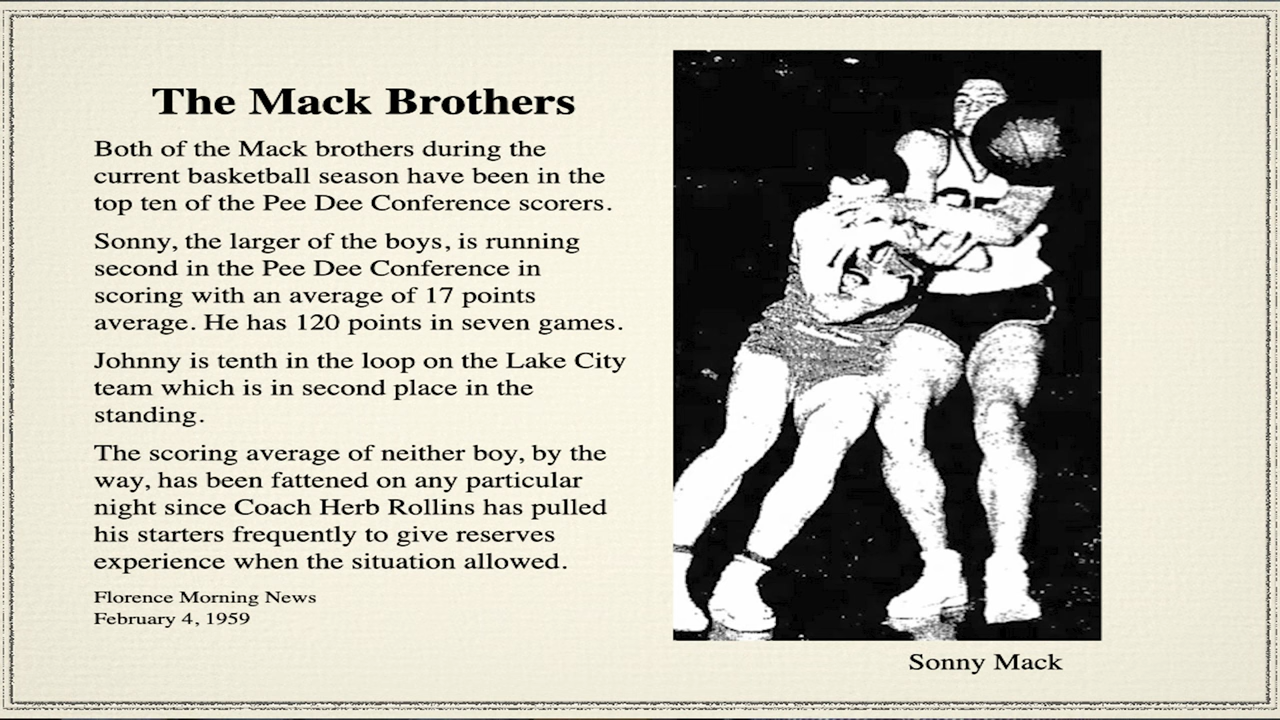 The Mack Brothers
Both of the Mack brothers during the
current basketball season have been in the
top ten of the Pee Dee Conference scorers.
Sonny, the larger of the boys, is running
second in the Pee Dee Conference in
scoring with an average of 17 points
average. He has 120 points in seven games.
Johnny is tenth in the loop on the Lake City
team which is in second place in the
standing.
The scoring average of neither boy, by the
way, has been fattened on any particular
night since Coach Herb Rollins has pulled
his starters frequently to give reserves
experience when the situation allowed.
Florence Morning News
February 4, 1959
Sonny Mack